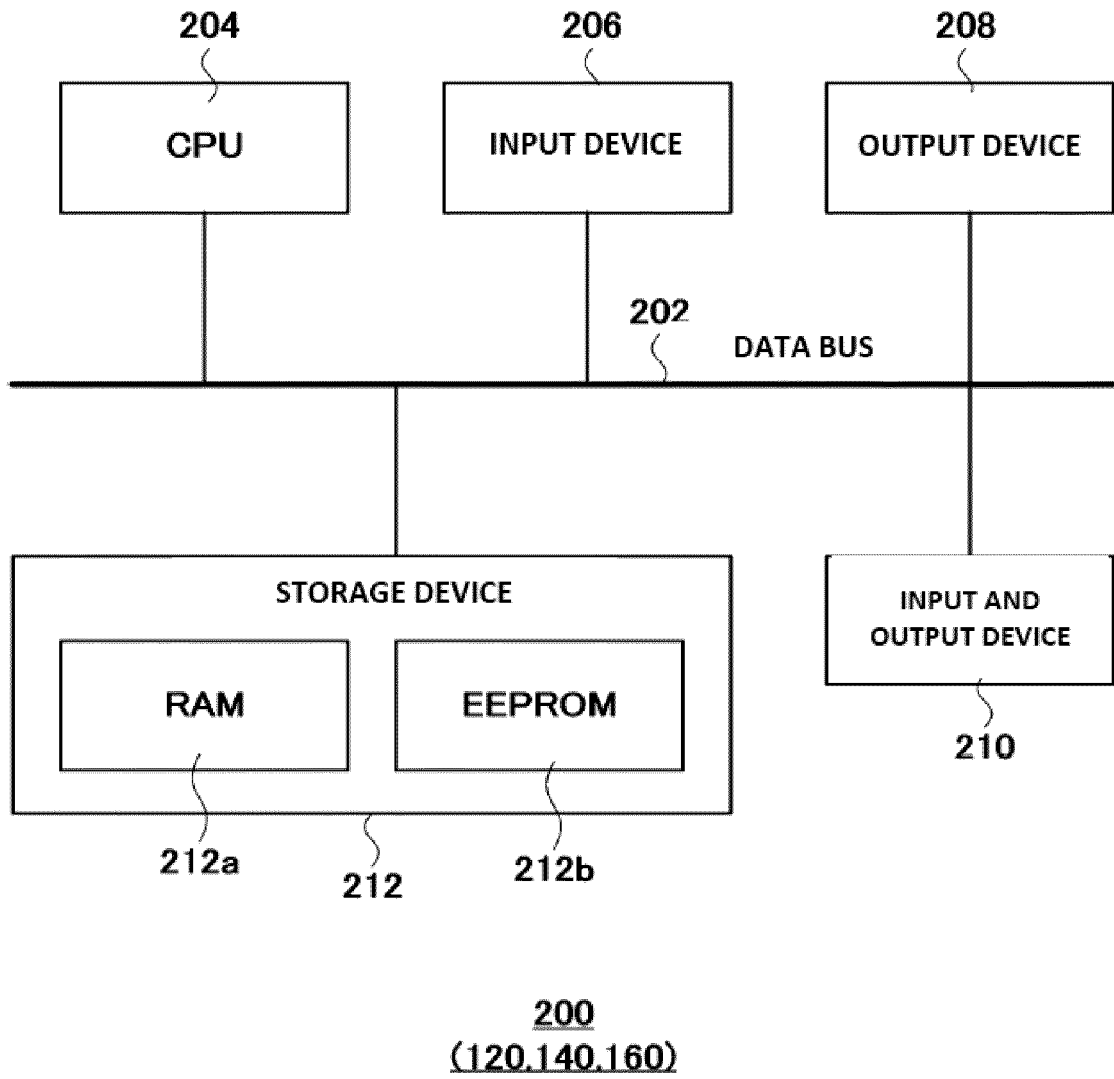 204
206
208
CPU
INPUT DEVICE
OUTPUT DEVICE
202
DATA BUS
STORAGE DEVICE
RAM
EEPROM
INPUT AND
OUTPUT DEVICE
210
212a
212
212b
200
(120,140,160)